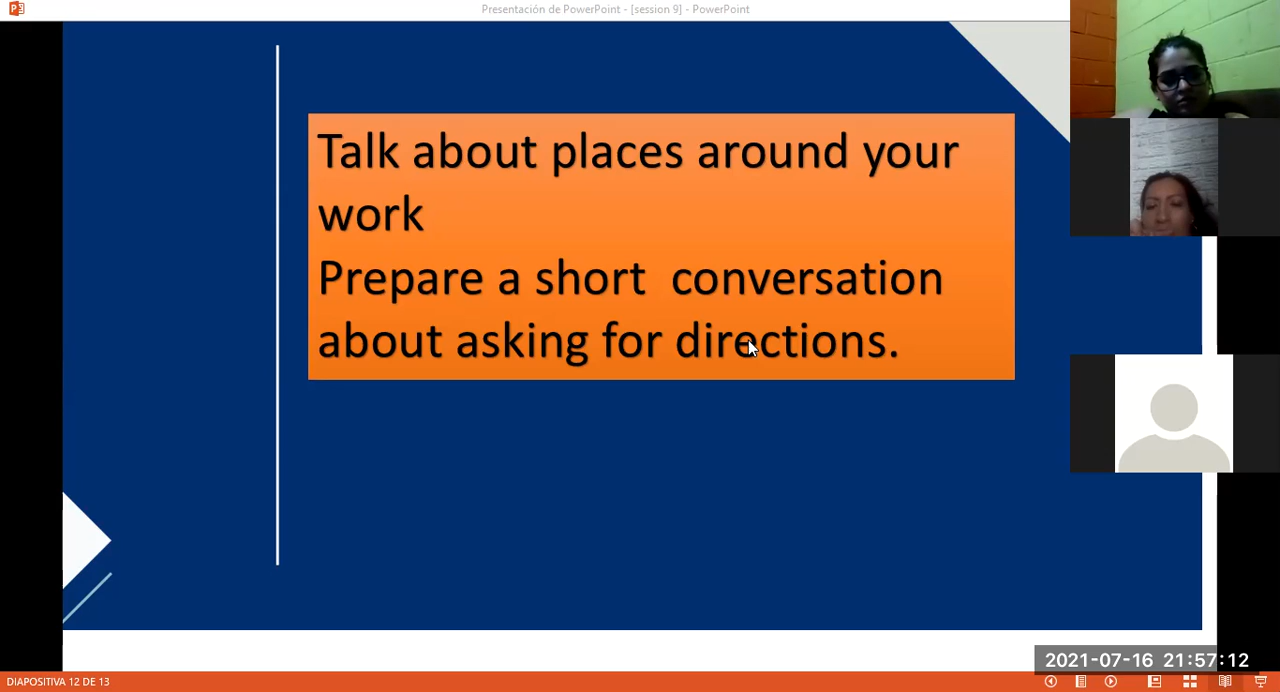 Presentación de PowerPoint - [session 9] - PowerPoint
Talk about places around your
work
Prepare a short  conversation
about asking for directions.
2021-07-16 21:57:12
DIAPOSITIVA 12 DE 13